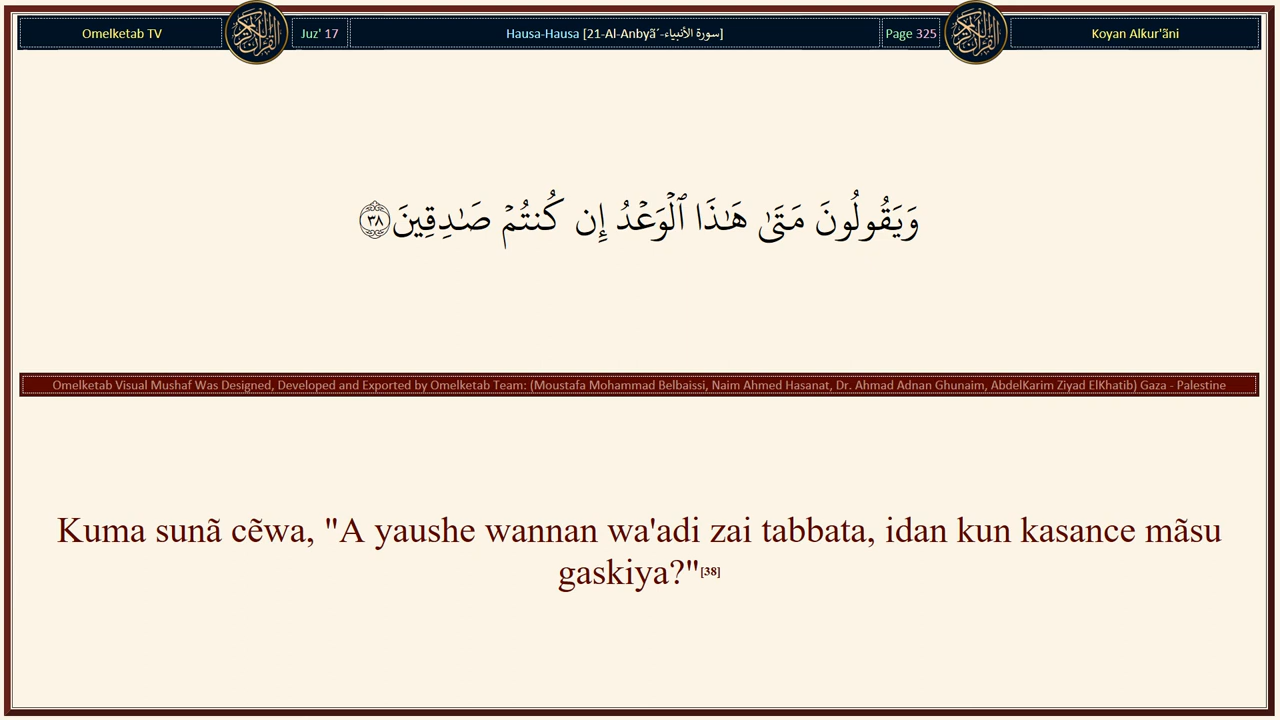 Omelketab TV
Juz' 17
Hausa-Hausa [21-Al-Anbyã´-سورة الأنبياء]
Page 325
Koyan Alƙur'ãni
وَيَقُولُونَ مَتَىٰ هَـٰذَا ٱلۡوَعۡدُ إِن كُنتُمۡ صَـٰدِقِينَ ٣٨
Omelketab Visual Mushaf Was Designed, Developed and Exported by Omelketab Team: (Moustafa Mohammad Belbaissi, Naim Ahmed Hasanat, Dr. Ahmad Adnan Ghunaim, AbdelKarim Ziyad ElKhatib) Gaza - Palestine
Kuma sunã cẽwa, "A yaushe wannan wa'adi zai tabbata, idan kun kasance mãsu
gaskiya?"[38]